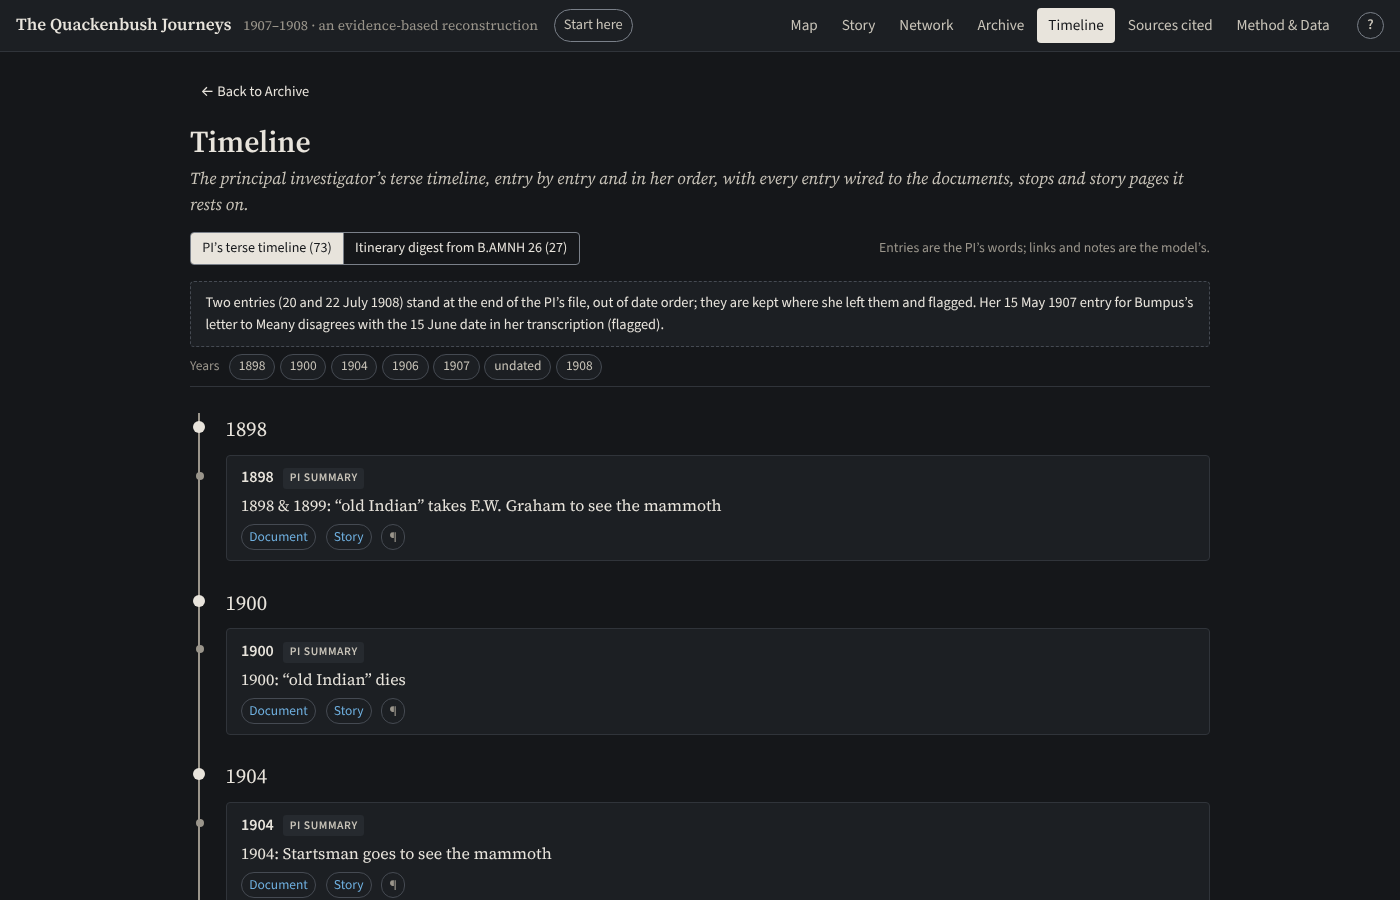 The Quackenbush Journeys 1907–1908 · an evidence-based reconstruction Start here Map Story Network Archive Timeline Sources cited Method & Data ?
← Back to Archive
Timeline
The principal investigator’s terse timeline, entry by entry and in her order, with every entry wired to the documents, stops and story pages it
rests on.
PI’s terse timeline (73) Itinerary digest from B.AMNH 26 (27) Entries are the PI’s words; links and notes are the model’s.
Two entries (20 and 22 July 1908) stand at the end of the PI’s file, out of date order; they are kept where she left them and flagged. Her 15 May 1907 entry for Bumpus’s
letter to Meany disagrees with the 15 June date in her transcription (flagged).
Years 1898 1900 1904 1906 1907 undated 1908
1898
1898 PI SUMMARY
1898 & 1899: “old Indian” takes E.W. Graham to see the mammoth
Document Story ¶
1900
1900 PI SUMMARY
1900: “old Indian” dies
Document Story ¶
1904
1904 PI SUMMARY
1904: Startsman goes to see the mammoth
Document Story ¶